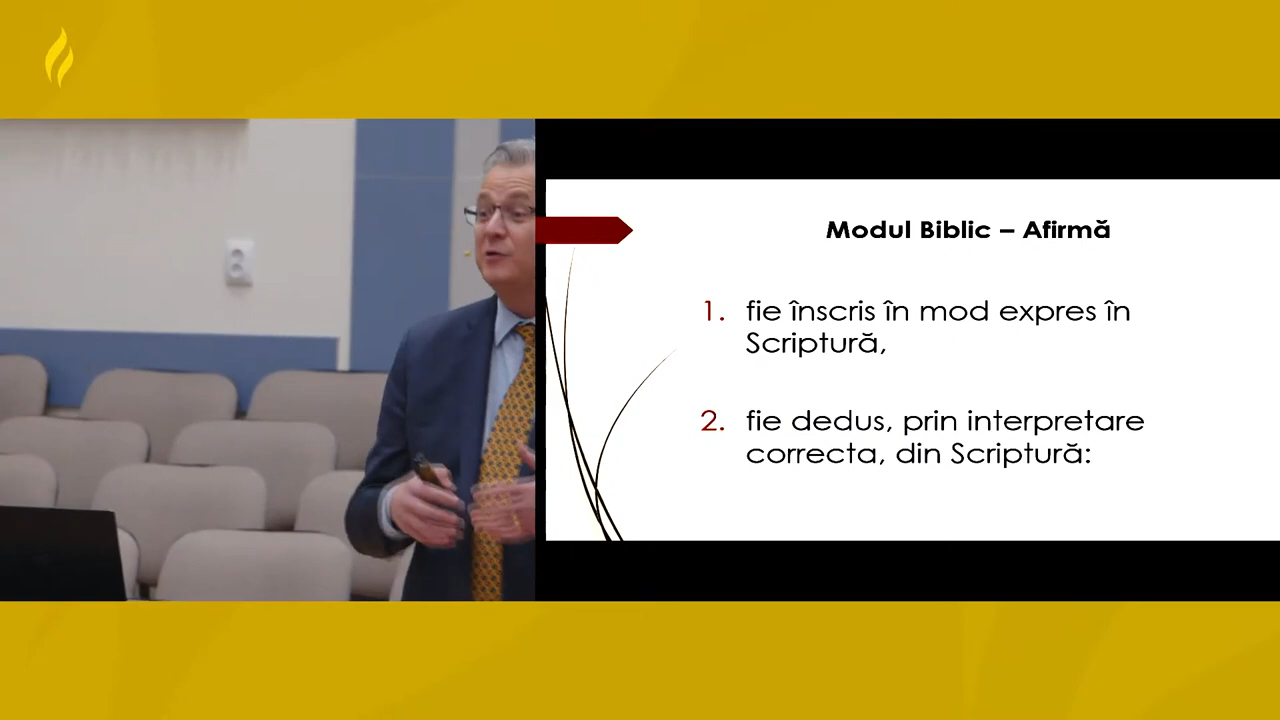 Modul Biblic – Afirmă
1. fie înscris în mod expres în
Scriptură,
2. fie dedus, prin interpretare
correcta, din Scriptură: